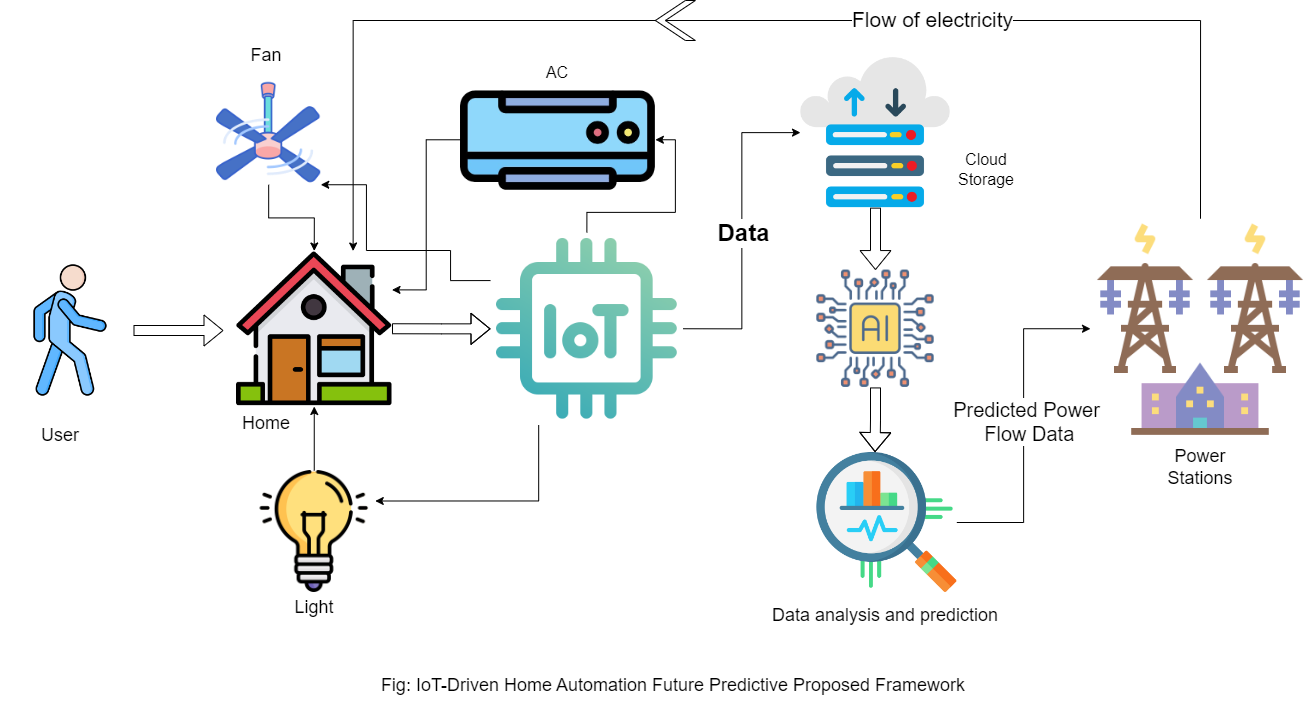 Flow of electricity
Fan
AC
Cloud
Storage
Data
IoT
AI
User
Home
Predicted Power
Flow Data
Power
Stations
Light
Data analysis and prediction
Fig: IoT-Driven Home Automation Future Predictive Proposed Framework